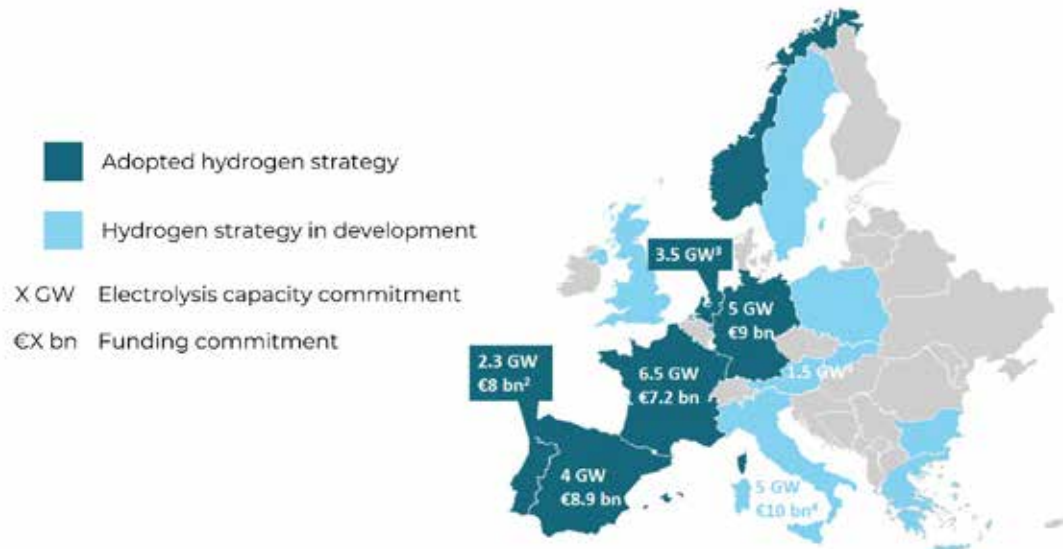 Adopted hydrogen strategy
Hydrogen strategy in development
X GW Electrolysis capacity commitment
€X bn Funding commitment
3.5 GW³
5 GW
€9 bn
2.3 GW
€8 bn²
6.5 GW
€7.2 bn
1.5 GW
4 GW
€8.9 bn
5 GW
€10 bn⁴